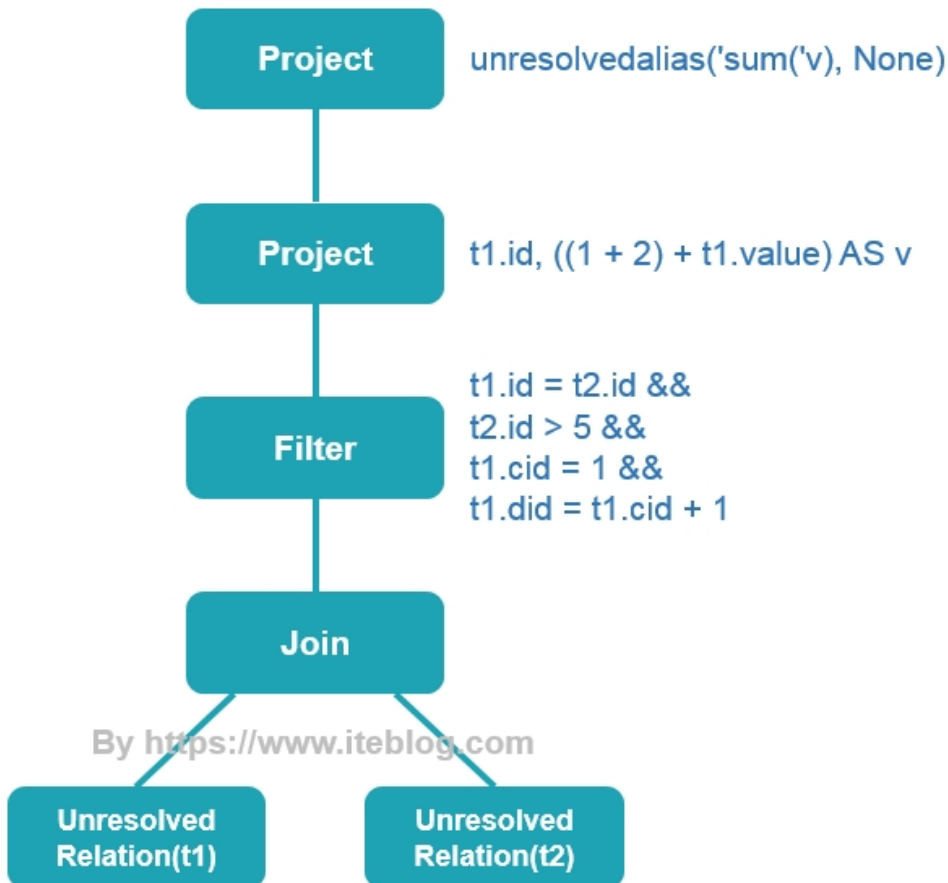 Project
unresolvedalias('sum('v), None)
Project
t1.id, ((1 + 2) + t1.value) AS v
Filter
t1.id = t2.id &&
t2.id > 5 &&
t1.cid = 1 &&
t1.did = t1.cid + 1
Join
By https://www.iteblog.com
Unresolved
Relation(t1)
Unresolved
Relation(t2)